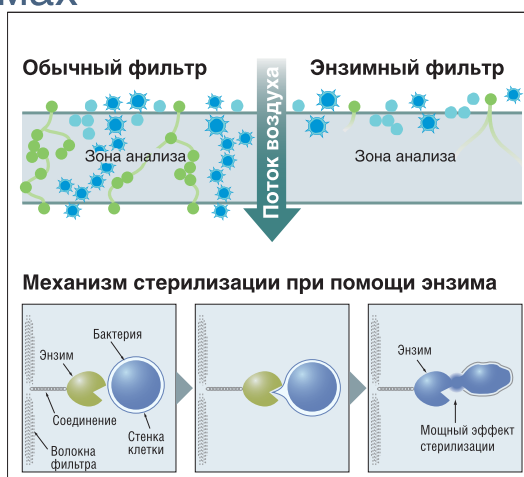 мах
Обычный фильтр
Энзимный фильтр
Поток воздуха
Зона анализа
Зона анализа
Механизм стерилизации при помощи энзима
Энзим
Бактерия
Соединение
Волокна
фильтра
Стенка
клетки
Энзим
Мощный эффект
стерилизации